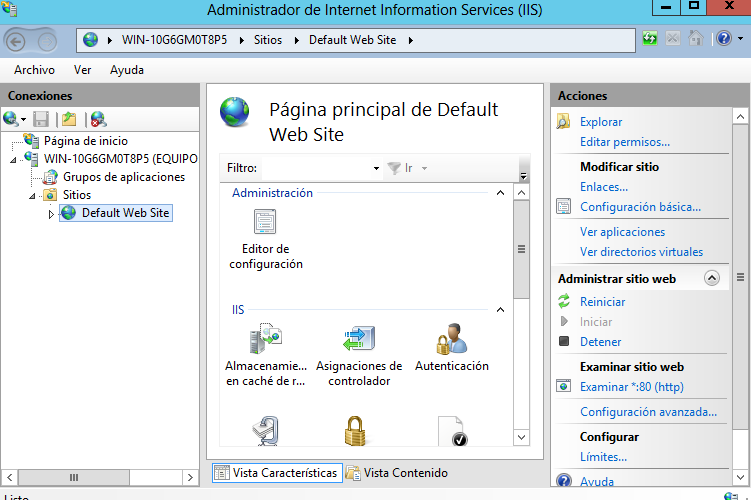 Administrador de Internet Information Services (IIS)
WIN-10G6GM0T8P5 Sitios Default Web Site
Archivo Ver Ayuda
Conexiones
Página de inicio
WIN-10G6GM0T8P5 (EQUIPO
Grupos de aplicaciones
Sitios
Default Web Site
Página principal de Default
Web Site
Filtro: Ir
Administración
Editor de
configuración
IIS
Almacenamie...
en caché de r...
Asignaciones de
controlador
Autenticación
Vista Características Vista Contenido
Acciones
Explorar
Editar permisos...
Modificar sitio
Enlaces...
Configuración básica...
Ver aplicaciones
Ver directorios virtuales
Administrar sitio web
Reiniciar
Iniciar
Detener
Examinar sitio web
Examinar *:80 (http)
Configuración avanzada...
Configurar
Límites...
Ayuda
Listo